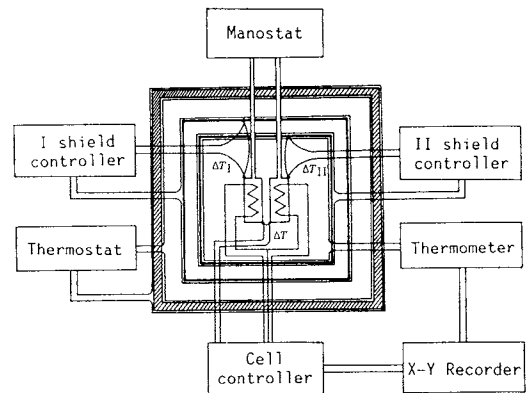 Manostat
I shield
controller
II shield
controller
ΔT_I
ΔT_II
Thermostat
ΔT
Thermometer
Cell
controller
X-Y Recorder